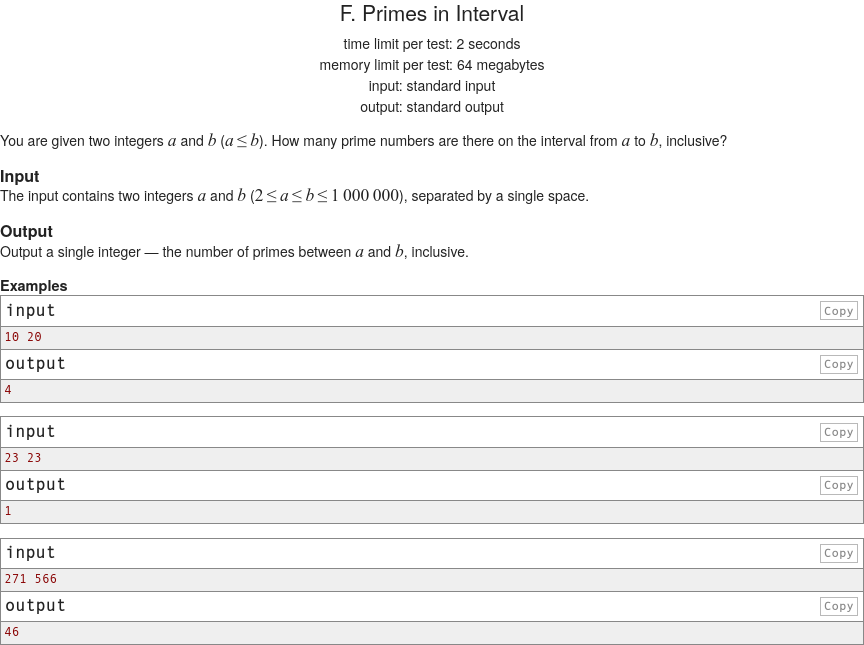 F. Primes in Interval
time limit per test: 2 seconds
memory limit per test: 64 megabytes
input: standard input
output: standard output
You are given two integers a and b (a ≤ b). How many prime numbers are there on the interval from a to b, inclusive?
Input
The input contains two integers a and b (2 ≤ a ≤ b ≤ 1 000 000), separated by a single space.
Output
Output a single integer — the number of primes between a and b, inclusive.
Examples
input Copy
10 20
output Copy
4
input Copy
23 23
output Copy
1
input Copy
271 566
output Copy
46